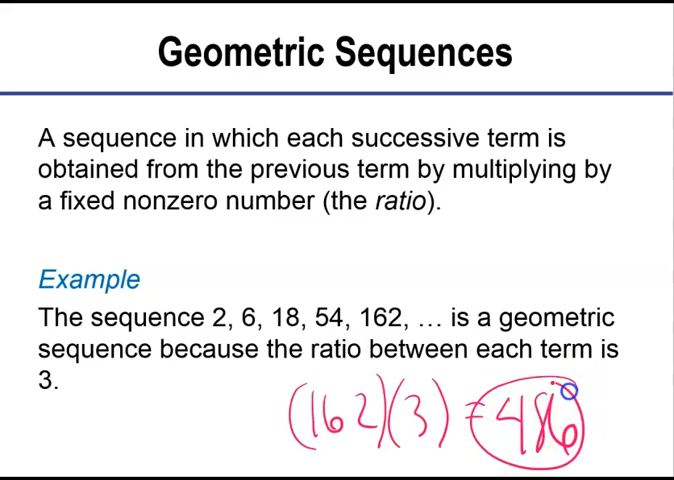 Geometric Sequences
A sequence in which each successive term is
obtained from the previous term by multiplying by
a fixed nonzero number (the ratio).
Example
The sequence 2, 6, 18, 54, 162, … is a geometric
sequence because the ratio between each term is
3.
(162)(3) = 486